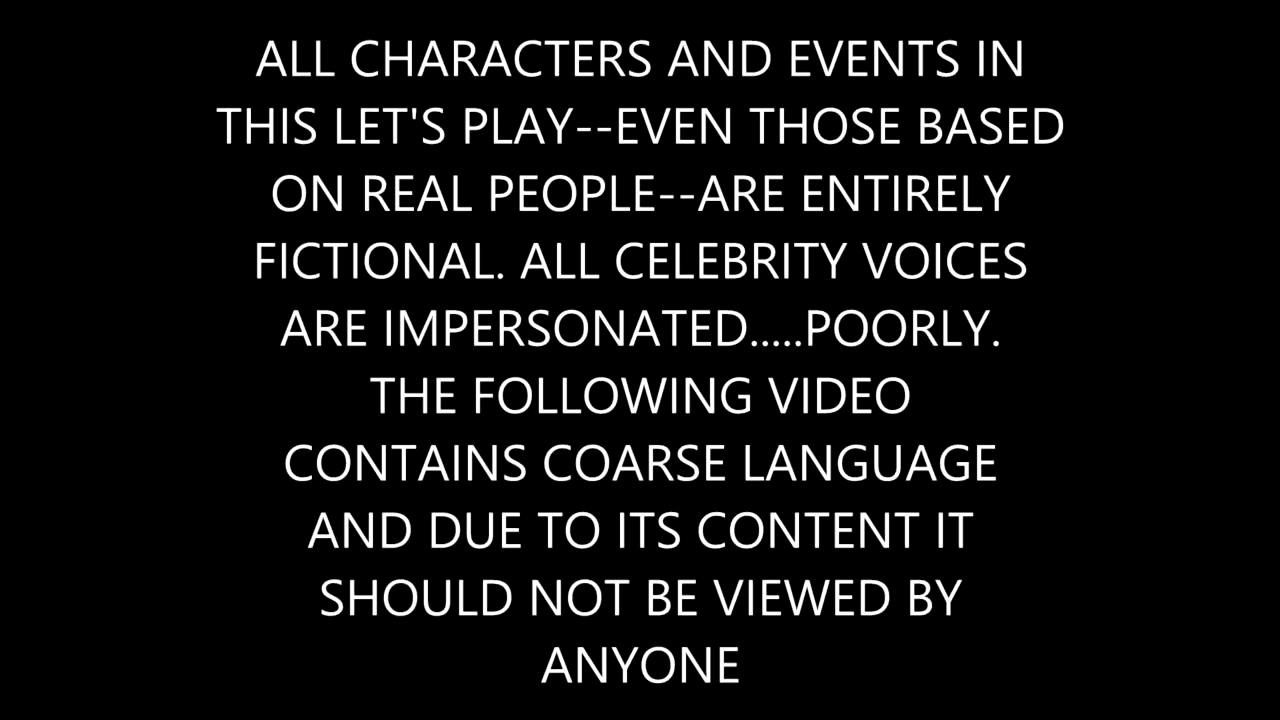 ALL CHARACTERS AND EVENTS IN
THIS LET'S PLAY--EVEN THOSE BASED
ON REAL PEOPLE--ARE ENTIRELY
FICTIONAL. ALL CELEBRITY VOICES
ARE IMPERSONATED.....POORLY.
THE FOLLOWING VIDEO
CONTAINS COARSE LANGUAGE
AND DUE TO ITS CONTENT IT
SHOULD NOT BE VIEWED BY
ANYONE